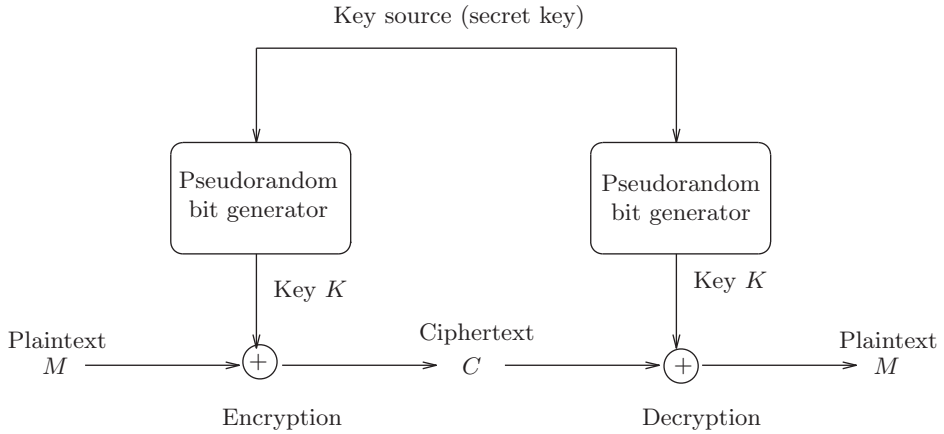 Key source (secret key)
Pseudorandom
bit generator
Pseudorandom
bit generator
Key K
Key K
Plaintext
M
+
Ciphertext
C
+
Plaintext
M
Encryption
Decryption